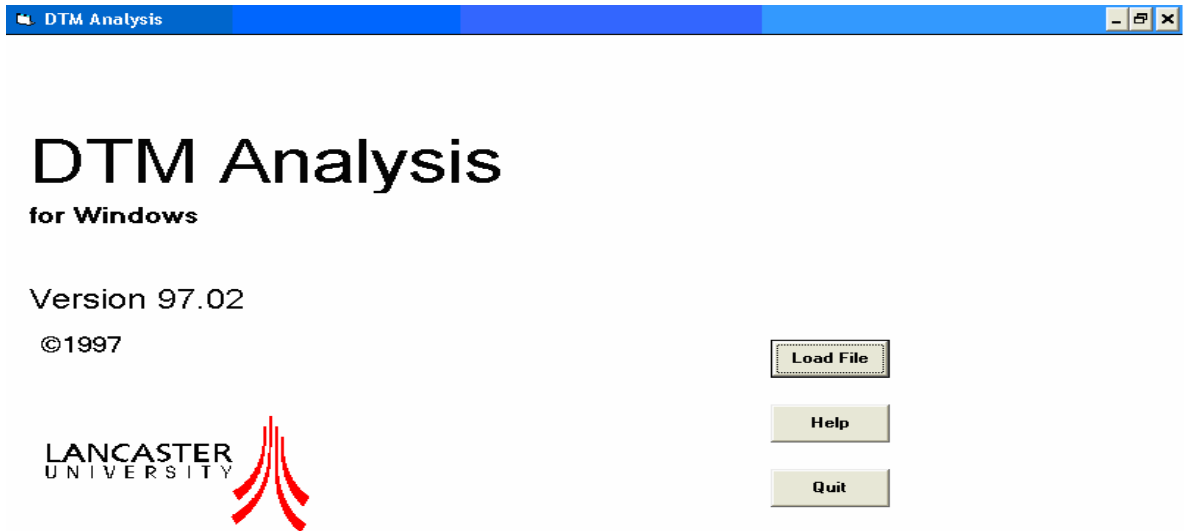 DTM Analysis
DTM Analysis
for Windows
Version 97.02
©1997
Load File
Help
LANCASTER
UNIVERSITY
Quit